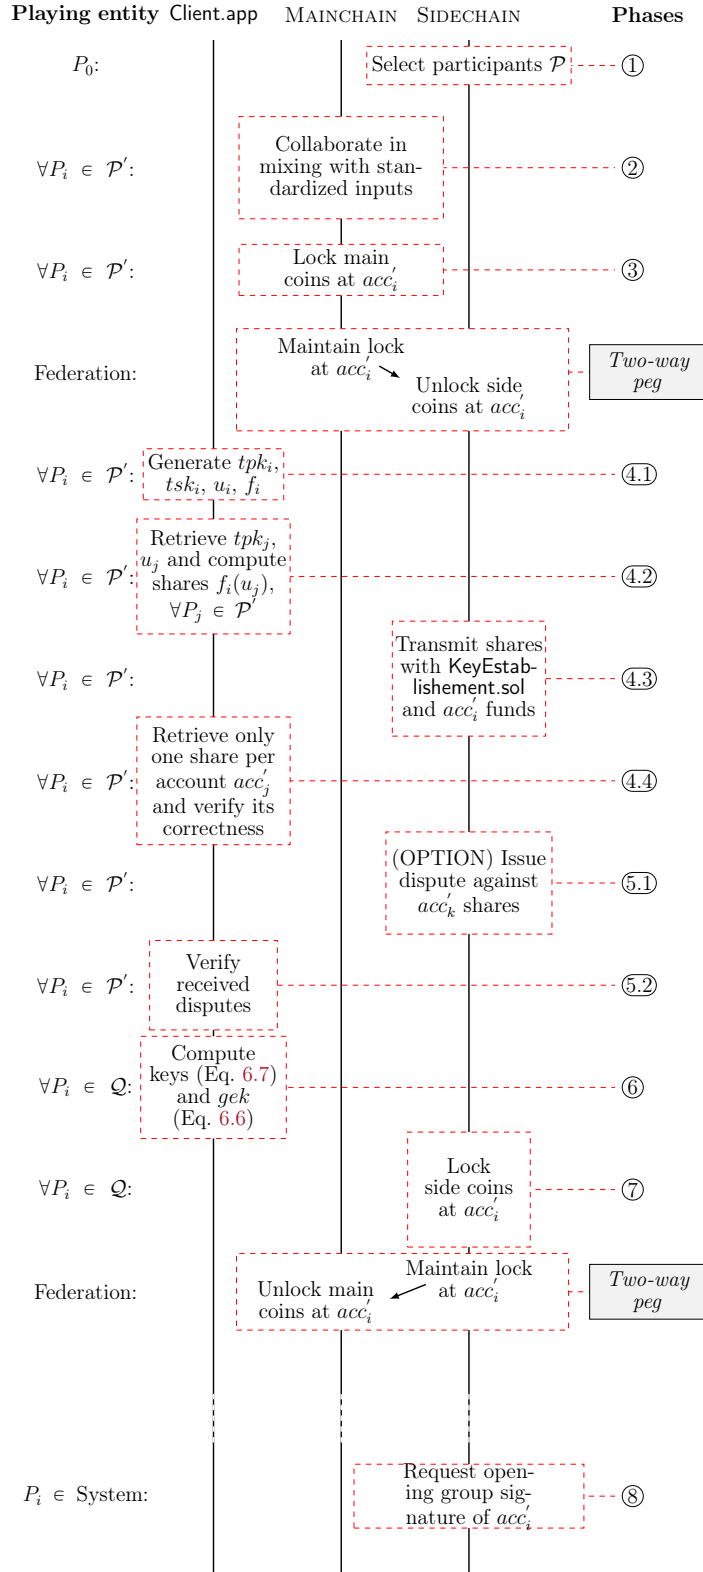 Playing entity Client.app MAINCHAIN SIDECHAIN Phases
P₀: Select participants 𝒫 1
Collaborate in
∀Pᵢ ∈ 𝒫′: mixing with stan- 2
dardized inputs
Lock main
∀Pᵢ ∈ 𝒫′: coins at acc′ᵢ 3
Maintain lock
at acc′ᵢ
Federation:
Unlock side
coins at acc′ᵢ
Two-way
peg
Generate tpkᵢ,
∀Pᵢ ∈ 𝒫′: tskᵢ, uᵢ, fᵢ 4.1
Retrieve tpkⱼ,
uⱼ and compute
∀Pᵢ ∈ 𝒫′: shares fᵢ(uⱼ), 4.2
∀Pⱼ ∈ 𝒫′
Transmit shares
with KeyEstab-
∀Pᵢ ∈ 𝒫′: lishement.sol 4.3
and acc′ᵢ funds
Retrieve only
one share per
∀Pᵢ ∈ 𝒫′: account acc′ⱼ 4.4
and verify its
correctness
(OPTION) Issue
∀Pᵢ ∈ 𝒫′: dispute against 5.1
acc′ₖ shares
Verify
∀Pᵢ ∈ 𝒫′: received 5.2
disputes
Compute
keys (Eq. 6.7)
∀Pᵢ ∈ 𝒬: and gek 6
(Eq. 6.6)
Lock
∀Pᵢ ∈ 𝒬: side coins 7
at acc′ᵢ
Maintain lock
at acc′ᵢ
Federation:
Unlock main
coins at acc′ᵢ
Two-way
peg
Request open-
Pᵢ ∈ System: ing group sig- 8
nature of acc′ᵢ